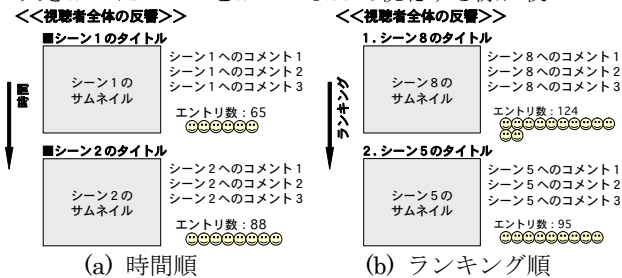 <<視聴者全体の反響>>
■シーン1のタイトル
シーン1の
サムネイル
シーン1へのコメント1
シーン1へのコメント2
シーン1へのコメント3
エントリ数:65
時間
■シーン2のタイトル
シーン2の
サムネイル
シーン2へのコメント1
シーン2へのコメント2
シーン2へのコメント3
エントリ数:88
(a) 時間順
<<視聴者全体の反響>>
1.シーン8のタイトル
シーン8の
サムネイル
シーン8へのコメント1
シーン8へのコメント2
シーン8へのコメント3
エントリ数:124
ランキング
2.シーン5のタイトル
シーン5の
サムネイル
シーン5へのコメント1
シーン5へのコメント2
シーン5へのコメント3
エントリ数:95
(b) ランキング順